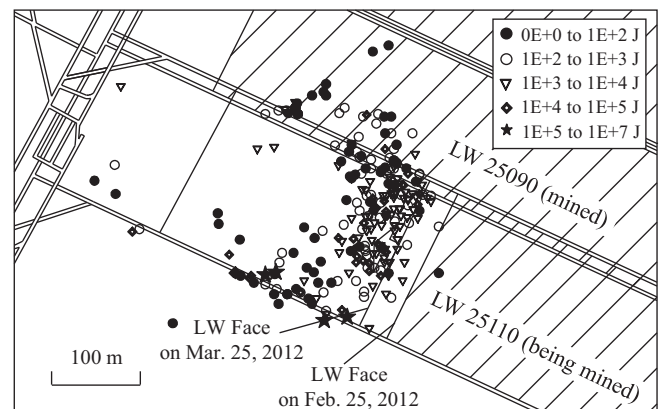 0E+0 to 1E+2 J
1E+2 to 1E+3 J
1E+3 to 1E+4 J
1E+4 to 1E+5 J
1E+5 to 1E+7 J
LW 25090 (mined)
LW 25110 (being mined)
LW Face
on Mar. 25, 2012
100 m
LW Face
on Feb. 25, 2012